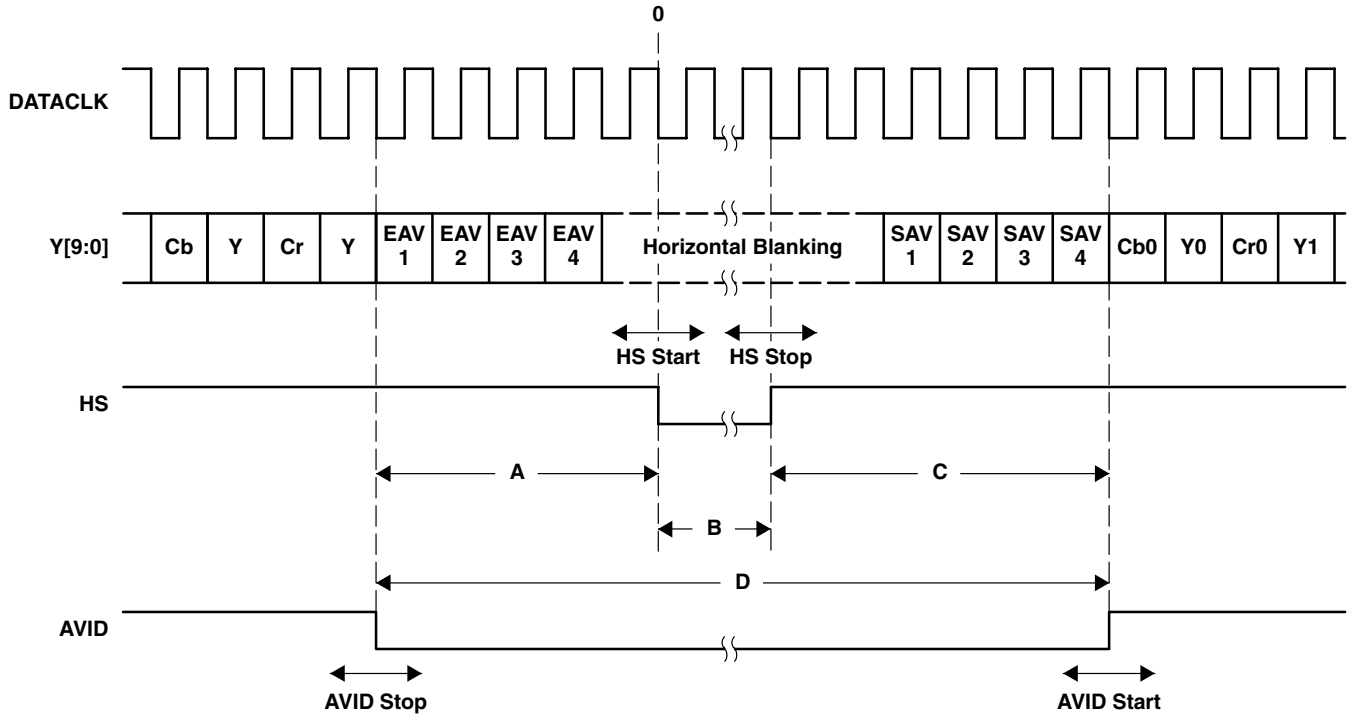 0
DATACLK
Y[9:0]
Cb Y Cr Y EAV 1 EAV 2 EAV 3 EAV 4 Horizontal Blanking SAV 1 SAV 2 SAV 3 SAV 4 Cb0 Y0 Cr0 Y1
HS Start HS Stop
HS
A C
B
D
AVID
AVID Stop AVID Start